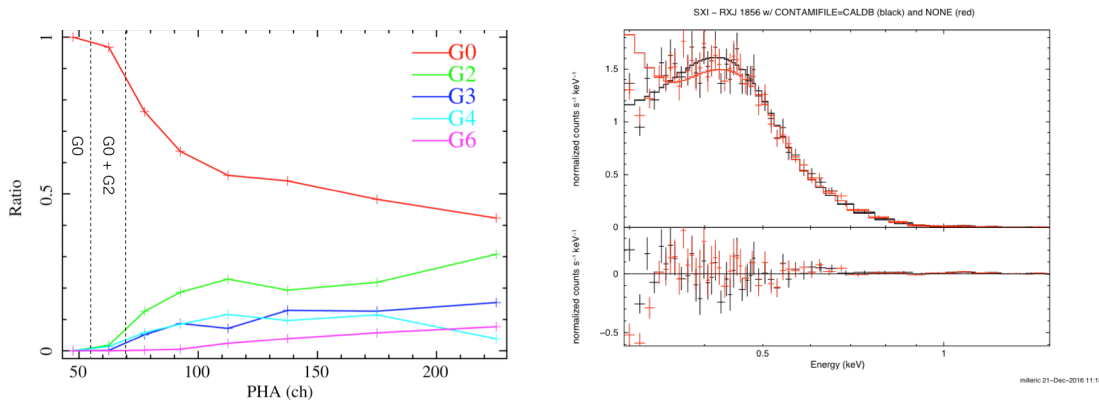 G0
G2
G3
G4
G6
G0
G0 + G2
1
0.5
0
Ratio
50
100
150
200
PHA (ch)
SXI − RXJ 1856 w/ CONTAMIFILE=CALDB (black) and NONE (red)
normalized counts s⁻¹ keV⁻¹
1.5
1
0.5
0
normalized counts s⁻¹ keV⁻¹
0
−0.5
0.5
1
Energy (keV)
milleric 21−Dec−2016 11:1